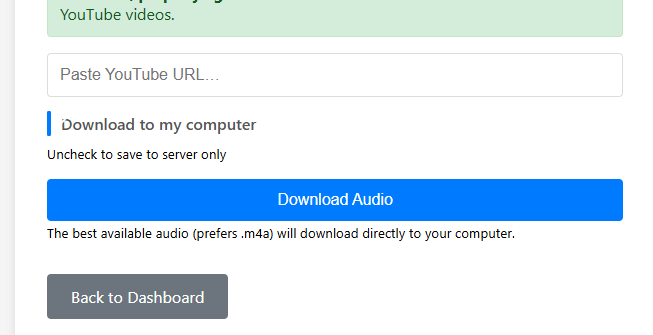 YouTube videos.
Paste YouTube URL...
Download to my computer
Uncheck to save to server only
Download Audio
The best available audio (prefers .m4a) will download directly to your computer.
Back to Dashboard